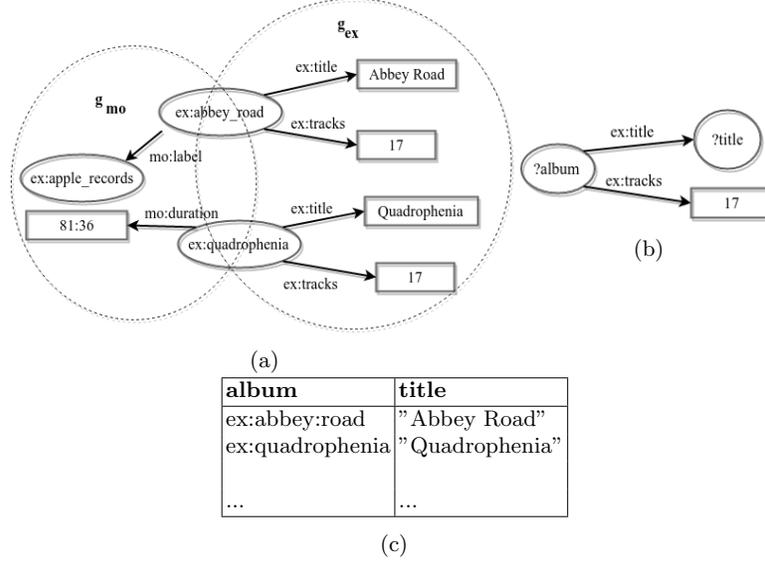 g ex
ex:title
Abbey Road
g mo
ex:abbey_road
ex:tracks
17
mo:label
ex:apple_records
ex:title
Quadrophenia
mo:duration
81:36
ex:quadrophenia
ex:tracks
17
(a)
ex:title
?title
?album
ex:tracks
17
(b)
album title
ex:abbey:road "Abbey Road"
ex:quadrophenia "Quadrophenia"
... ...
(c)